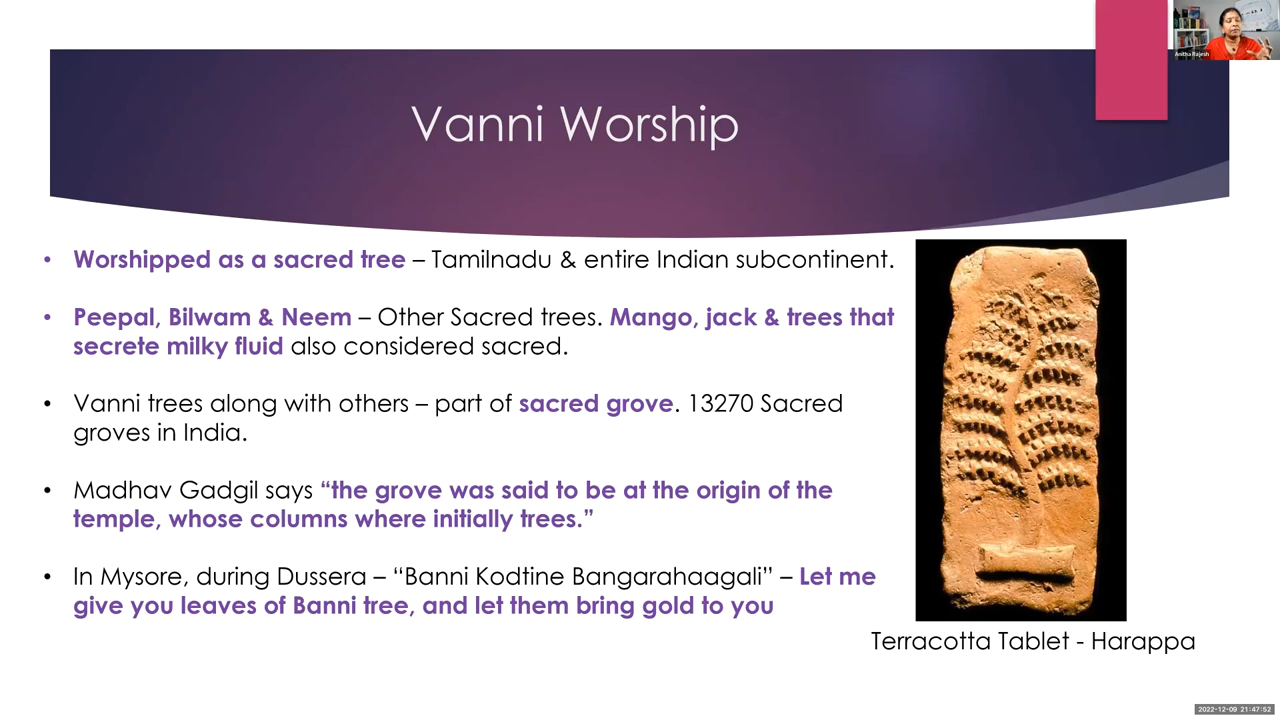 Anitha Rajesh
Vanni Worship
• Worshipped as a sacred tree – Tamilnadu & entire Indian subcontinent.
• Peepal, Bilwam & Neem – Other Sacred trees. Mango, jack & trees that
secrete milky fluid also considered sacred.
• Vanni trees along with others – part of sacred grove. 13270 Sacred
groves in India.
• Madhav Gadgil says “the grove was said to be at the origin of the
temple, whose columns where initially trees.”
• In Mysore, during Dussera – “Banni Kodtine Bangarahaagali” – Let me
give you leaves of Banni tree, and let them bring gold to you
Terracotta Tablet - Harappa
2022-12-09 21:47:52